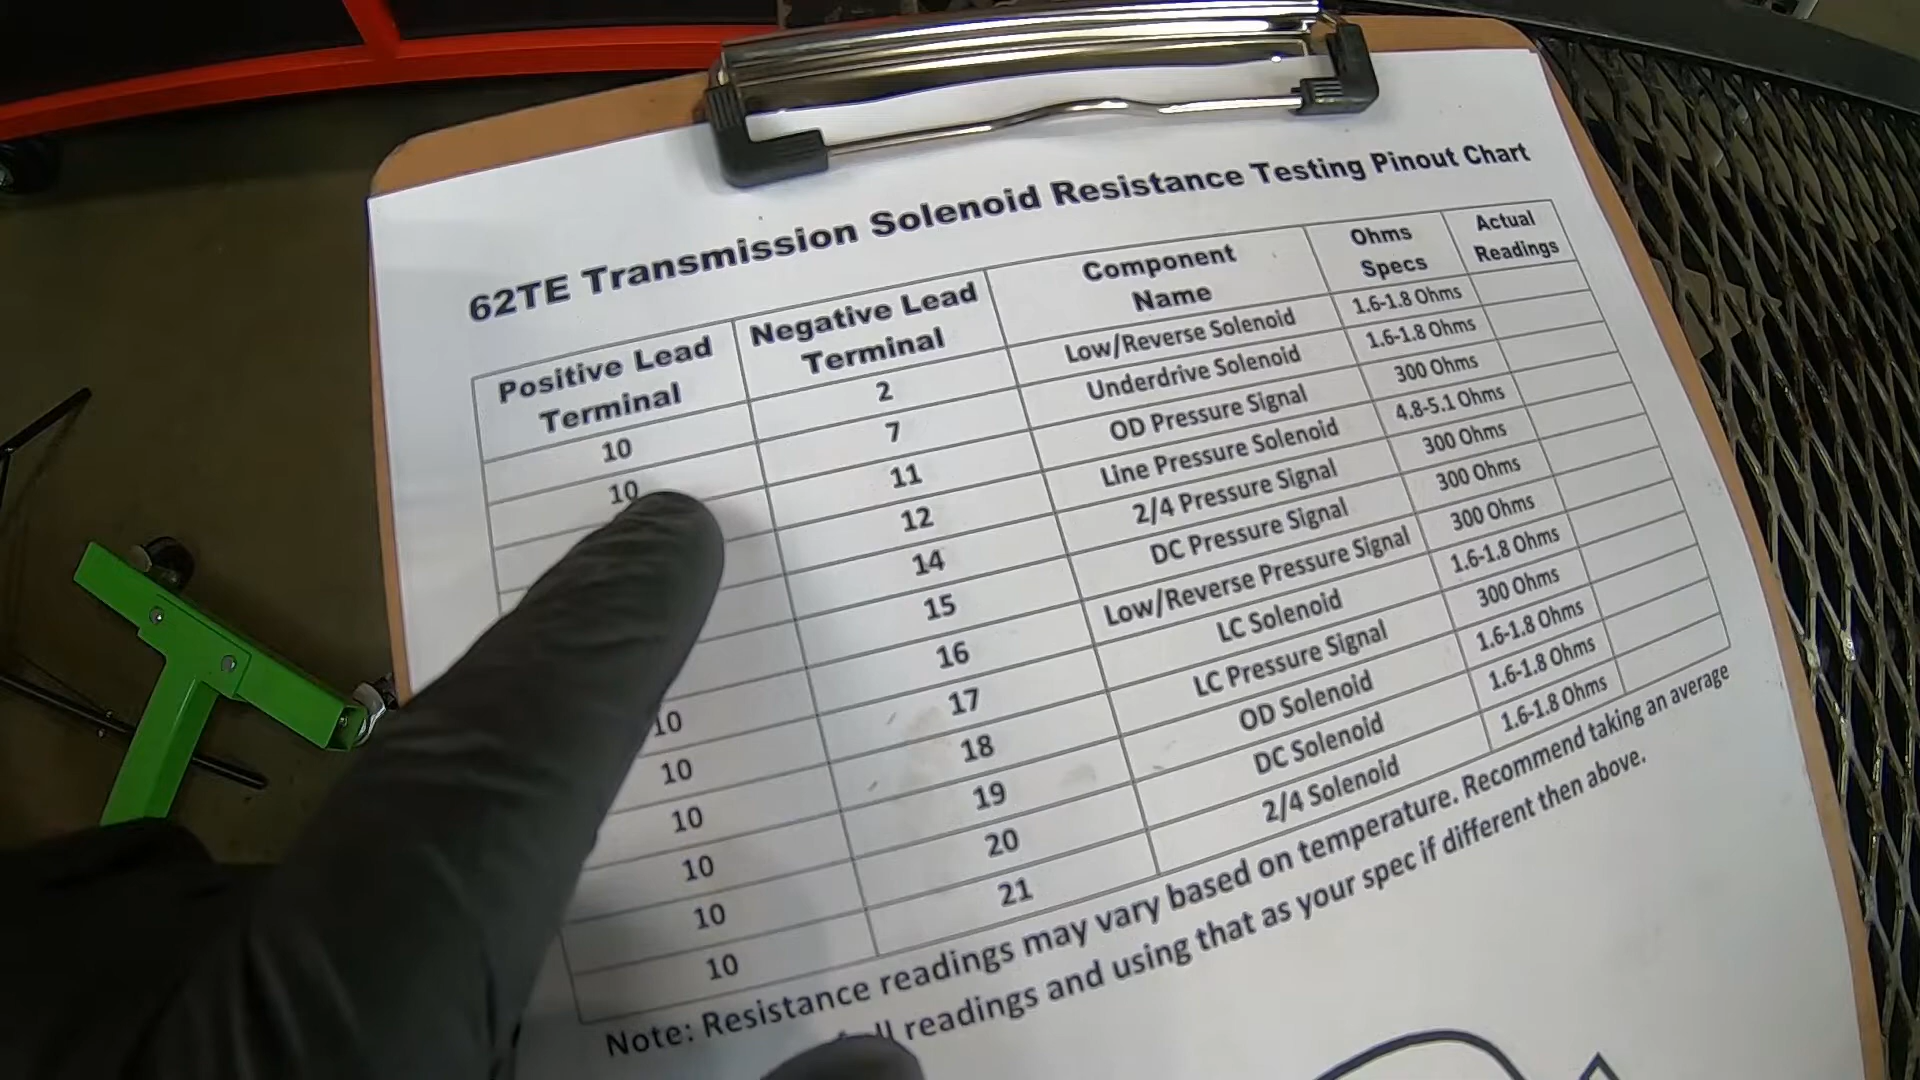 62TE Transmission Solenoid Resistance Testing Pinout Chart
Positive Lead Terminal Negative Lead Terminal Component Name Ohms Specs Actual Readings
10 2 Low/Reverse Solenoid 1.6-1.8 Ohms
10 7 Underdrive Solenoid 1.6-1.8 Ohms
11 OD Pressure Signal 300 Ohms
12 Line Pressure Solenoid 4.8-5.1 Ohms
14 2/4 Pressure Signal 300 Ohms
15 DC Pressure Signal 300 Ohms
10 16 Low/Reverse Pressure Signal 300 Ohms
10 17 LC Solenoid 1.6-1.8 Ohms
10 18 LC Pressure Signal 300 Ohms
10 19 OD Solenoid 1.6-1.8 Ohms
10 20 DC Solenoid 1.6-1.8 Ohms
10 21 2/4 Solenoid 1.6-1.8 Ohms
Note: Resistance readings may vary based on temperature. Recommend taking an average
readings and using that as your spec if different then above.